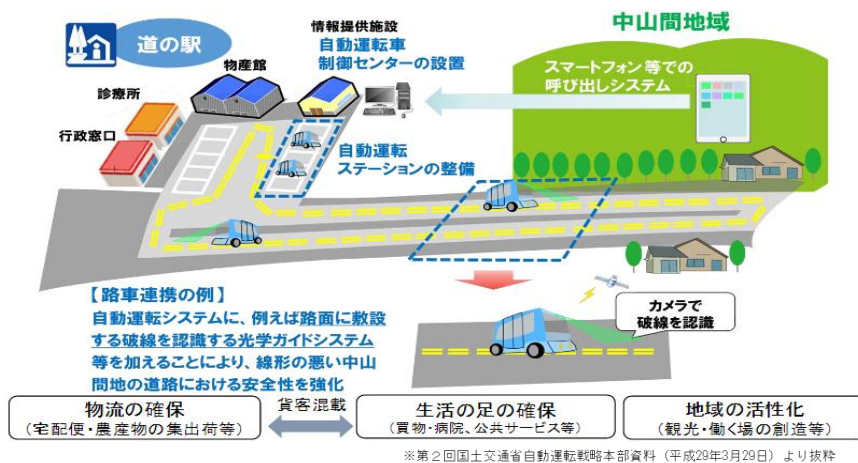 道の駅
情報提供施設
自動運転車
制御センターの設置
物産館
診療所
行政窓口
自動運転
ステーションの整備
中山間地域
スマートフォン等での
呼び出しシステム
【路車連携の例】
自動運転システムに、例えば路面に敷設
する破線を認識する光学ガイドシステム
等を加えることにより、線形の悪い中山
間地の道路における安全性を強化
カメラで
破線を認識
物流の確保
(宅配便・農産物の集出荷等)
貨客混載
生活の足の確保
(買物・病院、公共サービス等)
地域の活性化
(観光・働く場の創造等)
※第2回国土交通省自動運転戦略本部資料（平成29年3月29日）より抜粋